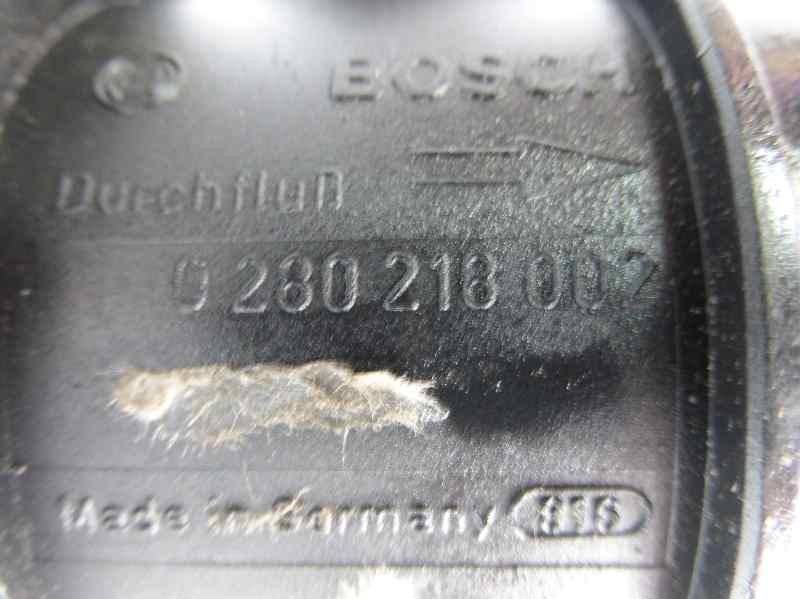 BOSCH
Durchfluß
0 280 218 002
Made in Germany